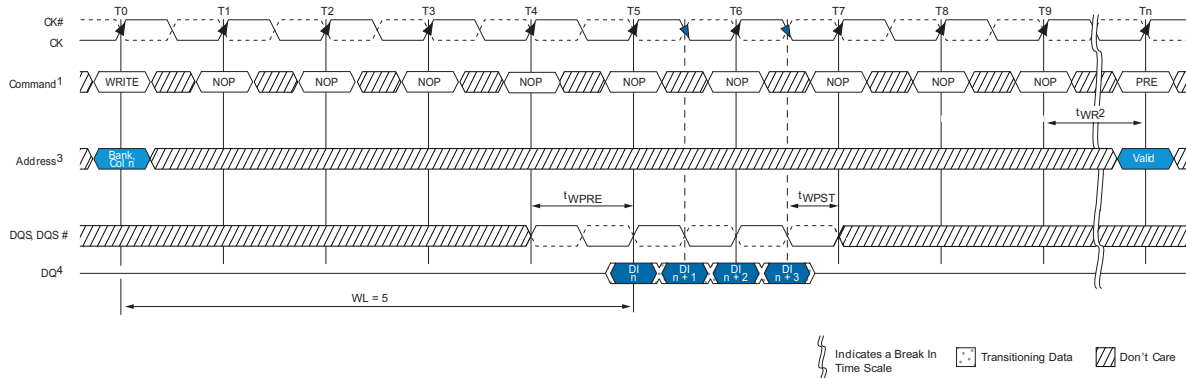 T0 T1 T2 T3 T4 T5 T6 T7 T8 T9 Tn
CK#
CK
Command1 WRITE NOP NOP NOP NOP NOP NOP NOP NOP NOP PRE
tWR2
Address3 Bank, Col n Valid
tWPRE tWPST
DQS, DQS #
DQ4 DI n DI n + 1 DI n + 2 DI n + 3
WL = 5
Indicates a Break In
Time Scale
Transitioning Data
Don't Care